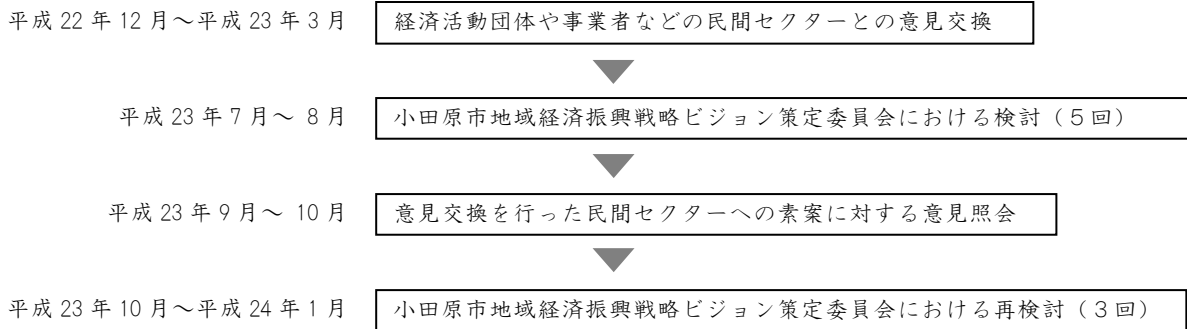 平成 22 年 12 月～平成 23 年 3 月 経済活動団体や事業者などの民間セクターとの意見交換
平成 23 年 7 月～ 8 月 小田原市地域経済振興戦略ビジョン策定委員会における検討（５回）
平成 23 年 9 月～ 10 月 意見交換を行った民間セクターへの素案に対する意見照会
平成 23 年 10 月～平成 24 年 1 月 小田原市地域経済振興戦略ビジョン策定委員会における再検討（３回）